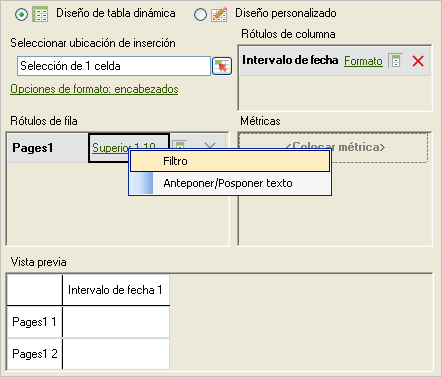 Diseño de tabla dinámica
Diseño personalizado
Seleccionar ubicación de inserción
Selección de 1 celda
Opciones de formato: encabezados
Rótulos de columna
Intervalo de fecha Formato
Rótulos de fila
Pages1 Superior 1-10
Métricas
<Colocar métrica>
Filtro
Anteponer/Posponer texto
Vista previa
Intervalo de fecha 1
Pages1 1
Pages1 2